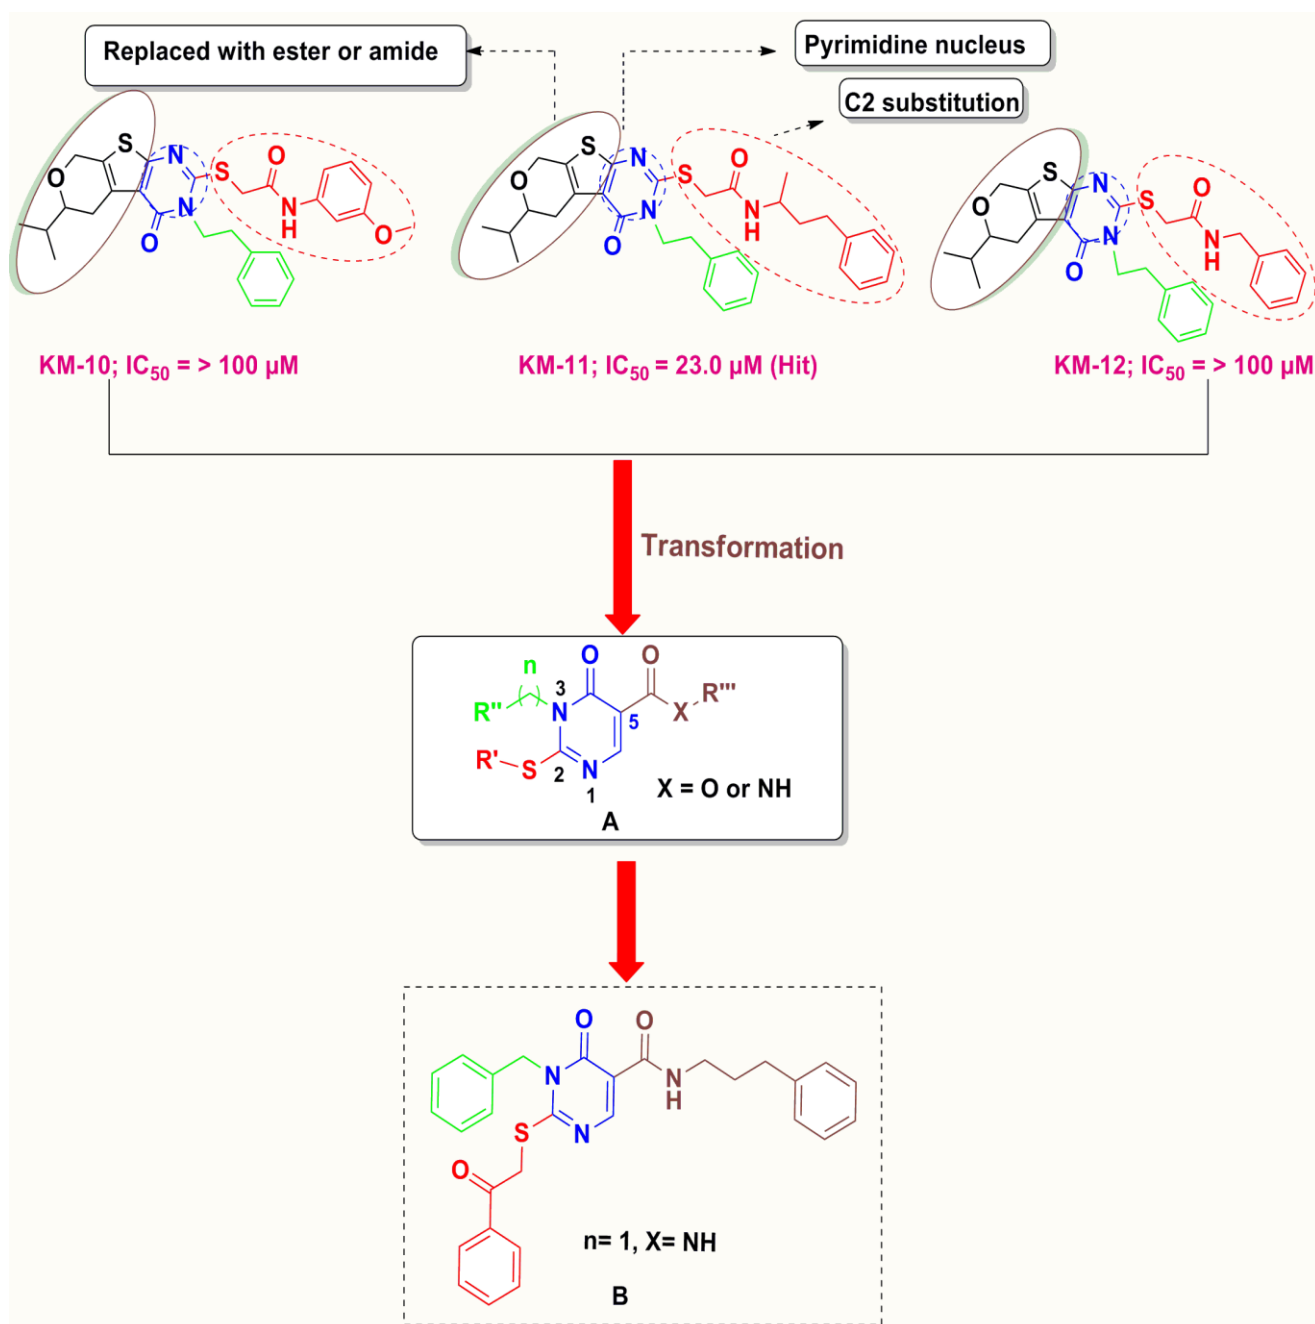 Replaced with ester or amide
Pyrimidine nucleus
C2 substitution
S
N
S
O
O
N
N
H
O
O
S
N
S
O
O
N
N
H
O
S
N
S
O
O
N
N
H
O
KM-10; IC50 = > 100 µM
KM-11; IC50 = 23.0 µM (Hit)
KM-12; IC50 = > 100 µM
Transformation
n
O
O
R'''
R''
3
N
5
X
R'
S
2
N
1
X = O or NH
A
O
O
N
N
H
S
N
O
n= 1, X= NH
B